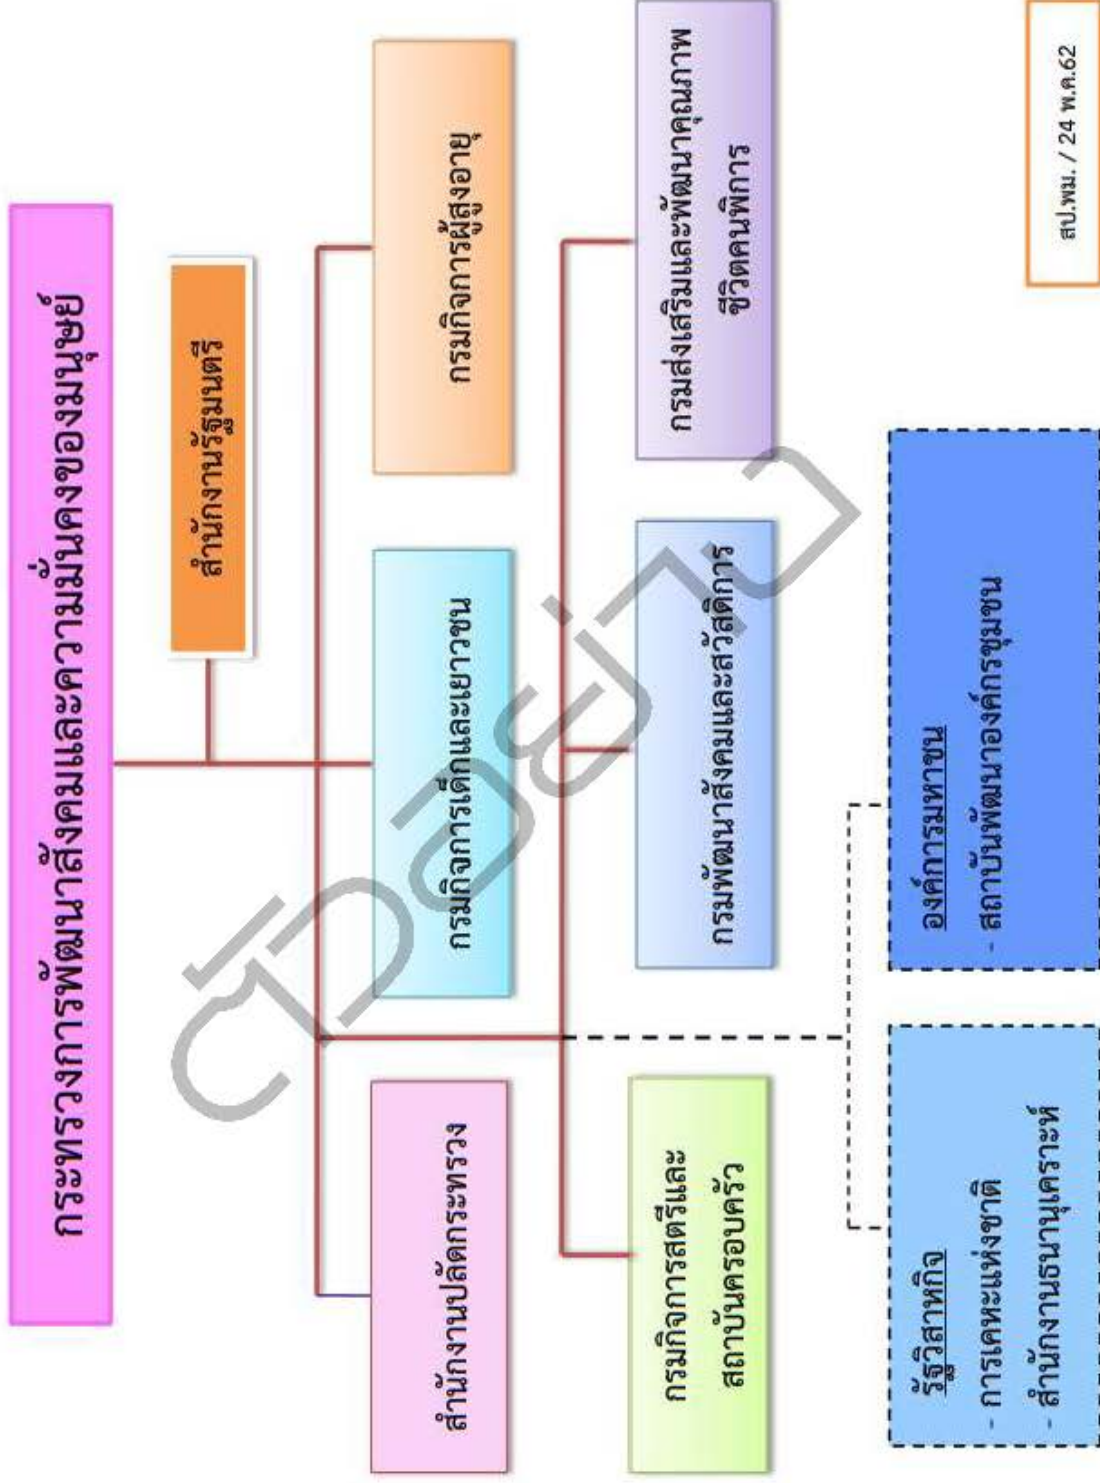 กระทรวงการพัฒนาสังคมและความมั่นคงของมนุษย์
สำนักงานรัฐมนตรี
สำนักงานปลัดกระทรวง
กรมกิจการเด็กและเยาวชน
กรมกิจการผู้สูงอายุ
กรมกิจการสตรีและ
สถาบันครอบครัว
กรมพัฒนาสังคมและสวัสดิการ
กรมส่งเสริมและพัฒนาคุณภาพ
ชีวิตคนพิการ
รัฐวิสาหกิจ
- การเคหะแห่งชาติ
- สำนักงานธนานุเคราะห์
องค์การมหาชน
- สถาบันพัฒนาองค์กรชุมชน
สป.พม. / 24 พ.ค.62
ตัวอย่าง